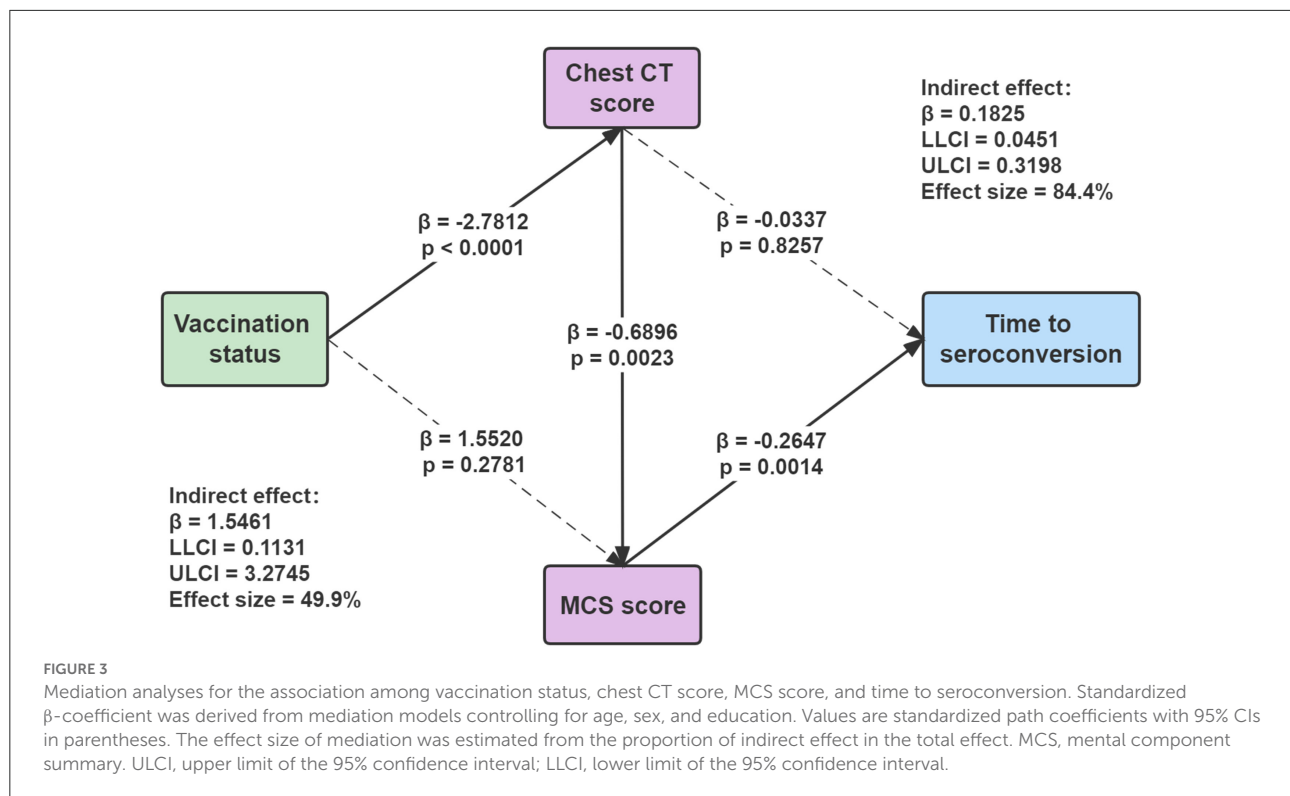 Chest CT
score
Indirect effect:
β = 0.1825
LLCI = 0.0451
ULCI = 0.3198
Effect size = 84.4%
β = -2.7812
p < 0.0001
β = -0.0337
p = 0.8257
Vaccination
status
β = -0.6896
p = 0.0023
Time to
seroconversion
β = 1.5520
p = 0.2781
β = -0.2647
p = 0.0014
Indirect effect:
β = 1.5461
LLCI = 0.1131
ULCI = 3.2745
Effect size = 49.9%
MCS score
FIGURE 3
Mediation analyses for the association among vaccination status, chest CT score, MCS score, and time to seroconversion. Standardized
β-coefficient was derived from mediation models controlling for age, sex, and education. Values are standardized path coefficients with 95% CIs
in parentheses. The effect size of mediation was estimated from the proportion of indirect effect in the total effect. MCS, mental component
summary. ULCI, upper limit of the 95% confidence interval; LLCI, lower limit of the 95% confidence interval.